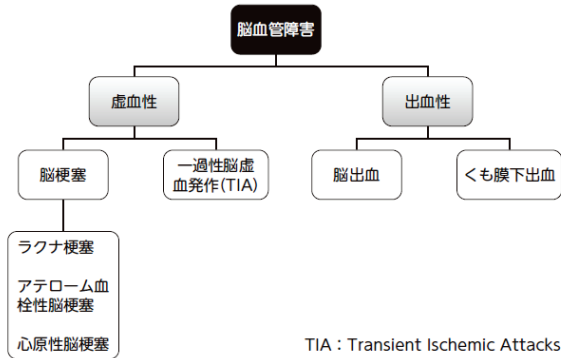 脳血管障害
虚血性
出血性
脳梗塞
一過性脳虚
血発作(TIA)
脳出血
くも膜下出血
ラクナ梗塞
アテローム血
栓性脳梗塞
心原性脳梗塞
TIA：Transient Ischemic Attacks